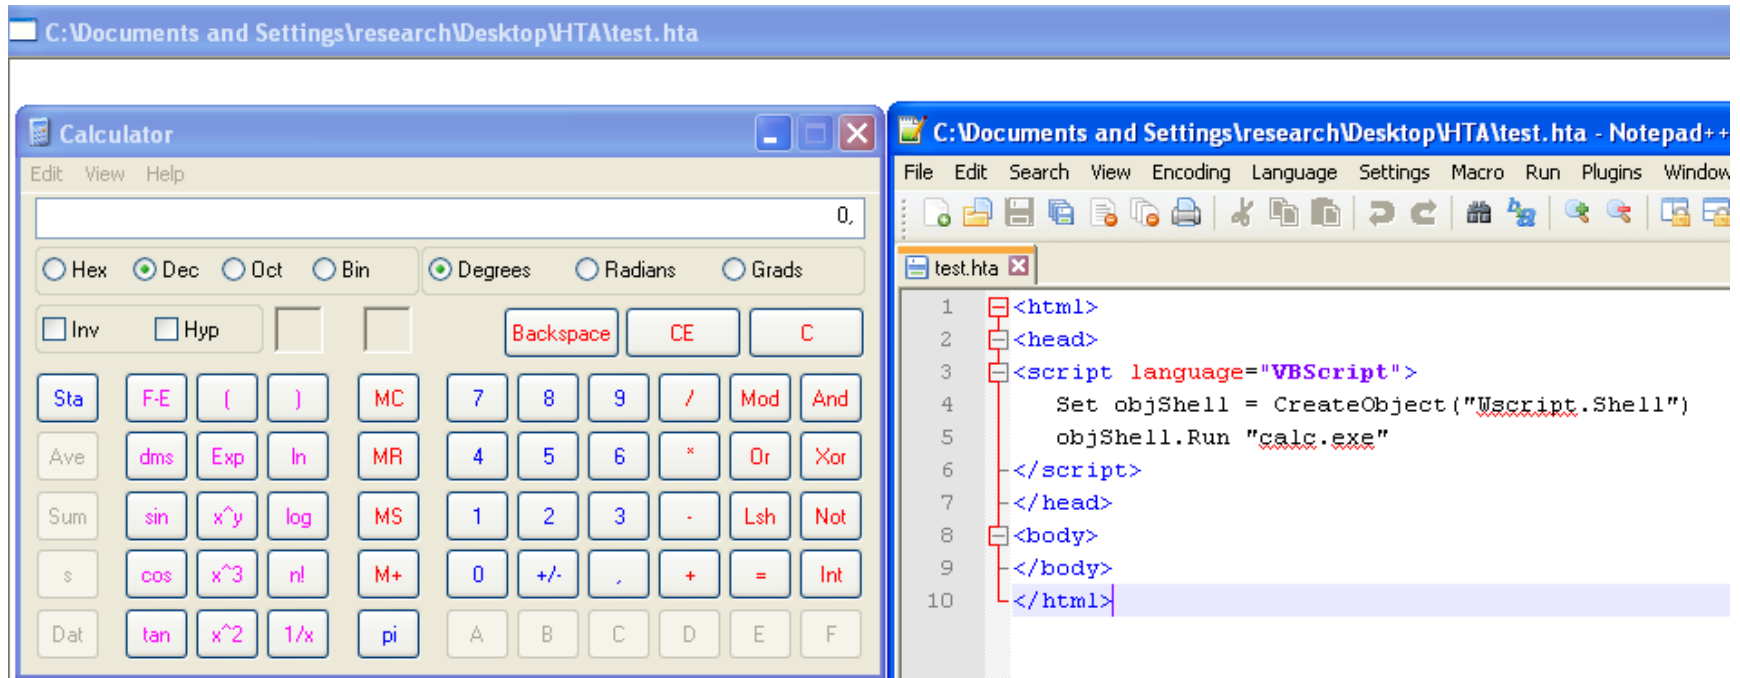 C:\Documents and Settings\research\Desktop\HTA\test.hta
Calculator
Edit View Help
0,
Hex Dec Oct Bin Degrees Radians Grads
Inv Hyp Backspace CE C
Sta F-E ( ) MC 7 8 9 / Mod And
Ave dms Exp ln MR 4 5 6 * Or Xor
Sum sin x^y log MS 1 2 3 - Lsh Not
s cos x^3 n! M+ 0 +/- , + = Int
Dat tan x^2 1/x pi A B C D E F
C:\Documents and Settings\research\Desktop\HTA\test.hta - Notepad++
File Edit Search View Encoding Language Settings Macro Run Plugins Window
test.hta
1 <html>
2 <head>
3 <script language="VBScript">
4 Set objShell = CreateObject("Wscript.Shell")
5 objShell.Run "calc.exe"
6 </script>
7 </head>
8 <body>
9 </body>
10 </html>